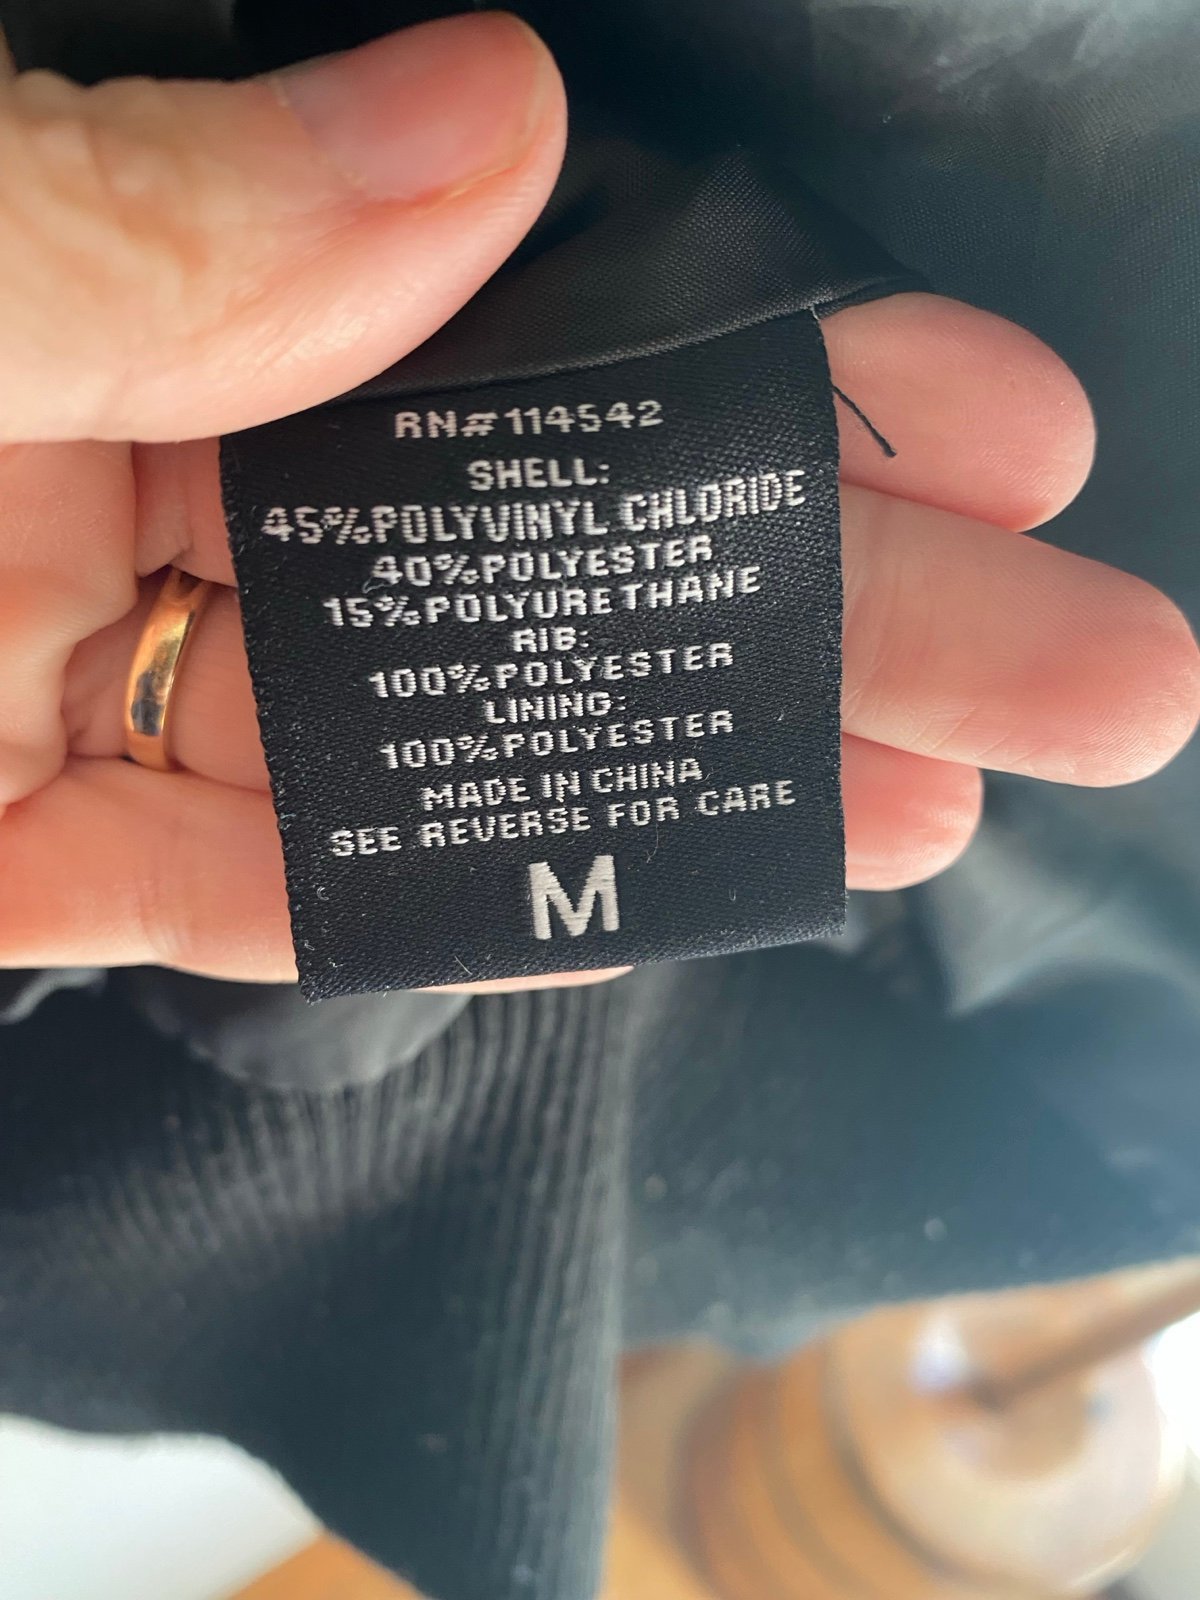 RN#114542
SHELL:
45%POLYVINYL CHLORIDE
40%POLYESTER
15%POLYURETHANE
RIB:
100%POLYESTER
LINING:
100%POLYESTER
MADE IN CHINA
SEE REVERSE FOR CARE
M